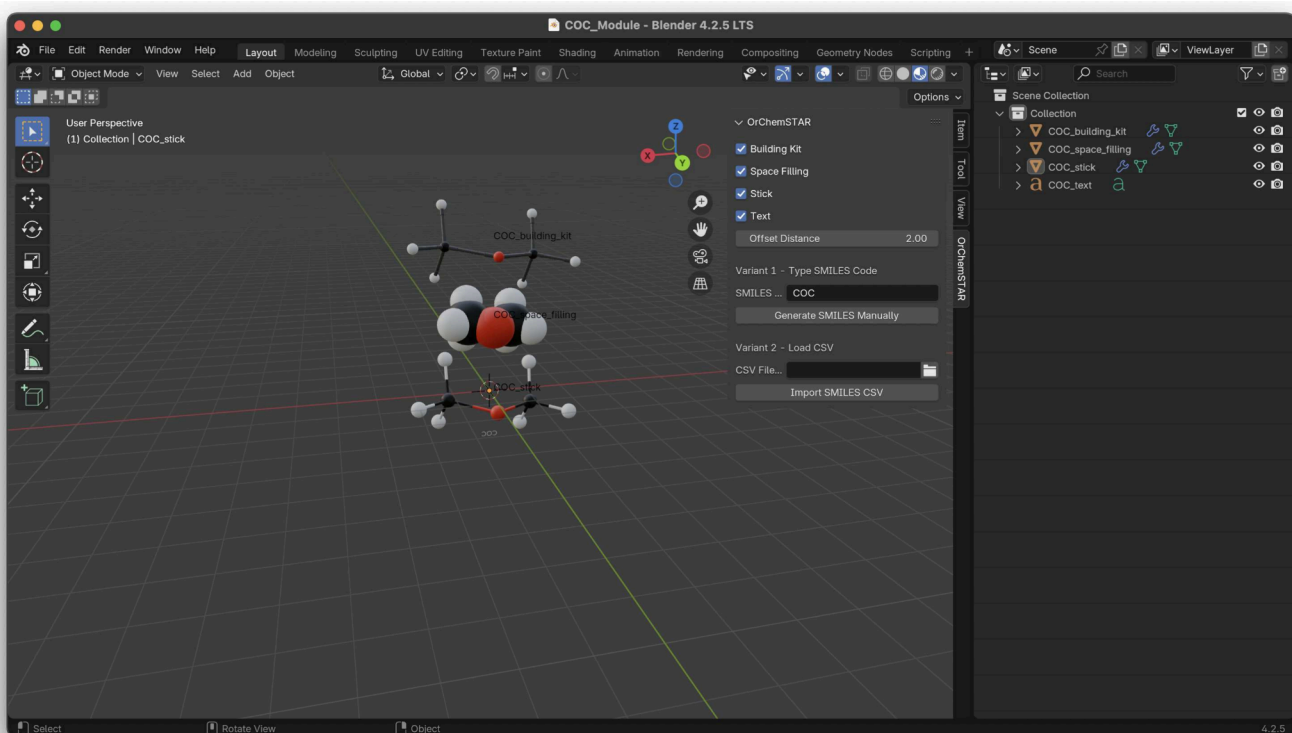 COC_Module - Blender 4.2.5 LTS
File Edit Render Window Help Layout Modeling Sculpting UV Editing Texture Paint Shading Animation Rendering Compositing Geometry Nodes Scripting + Scene ViewLayer
Object Mode View Select Add Object Global Search
Options
User Perspective
(1) Collection | COC_stick
Z
X
Y
COC_building_kit
COC_space_filling
COC_stick
OrChemSTAR
Building Kit
Space Filling
Stick
Text
Offset Distance 2.00
Variant 1 - Type SMILES Code
SMILES ... COC
Generate SMILES Manually
Variant 2 - Load CSV
CSV File...
Import SMILES CSV
Item
Tool
View
OrChemSTAR
Scene Collection
Collection
COC_building_kit
COC_space_filling
COC_stick
COC_text
Select Rotate View Object 4.2.5